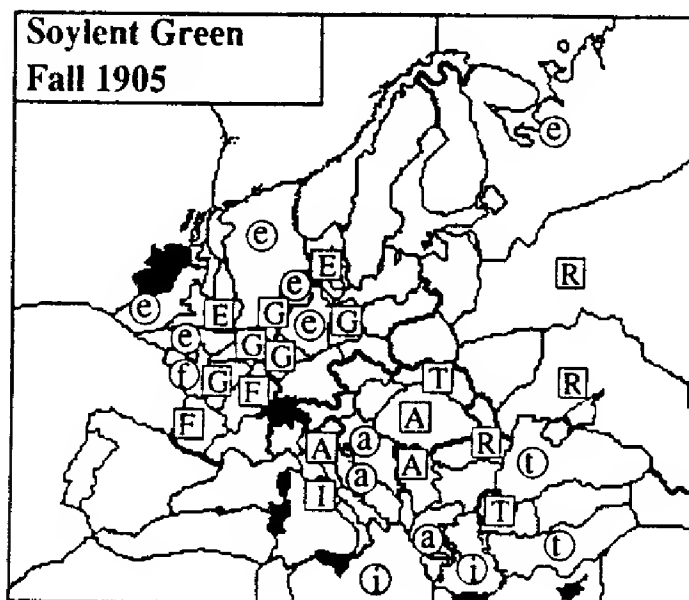 Soylent Green
Fall 1905
e
e
E
R
e
e E G e G
e G G
f G F T R
F A
A a R
a A t
I
T
a t
i i